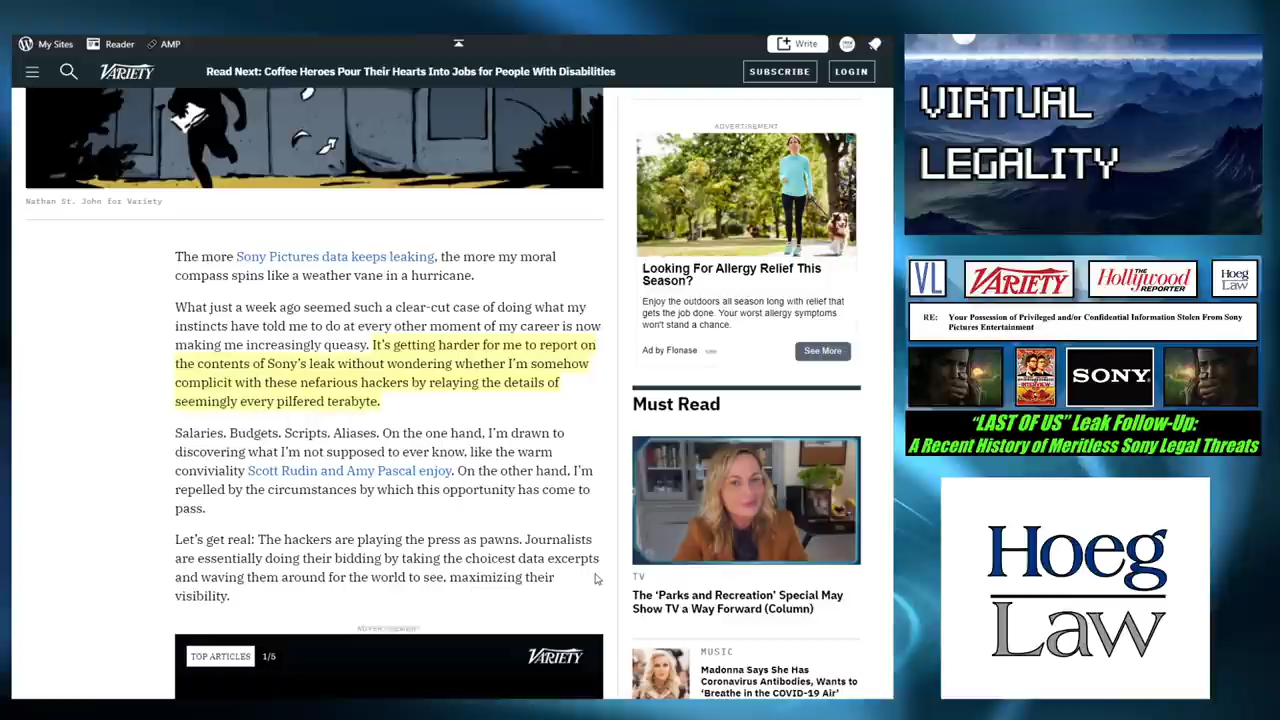 My Sites
Reader
AMP
Write
VARIETY
Read Next: Coffee Heroes Pour Their Hearts Into Jobs for People With Disabilities
SUBSCRIBE
LOGIN
Nathan St. John for Variety
The more Sony Pictures data keeps leaking, the more my moral
compass spins like a weather vane in a hurricane.
What just a week ago seemed such a clear-cut case of doing what my
instincts have told me to do at every other moment of my career is now
making me increasingly queasy. It's getting harder for me to report on
the contents of Sony's leak without wondering whether I'm somehow
complicit with these nefarious hackers by relaying the details of
seemingly every pilfered terabyte.
Salaries. Budgets. Scripts. Aliases. On the one hand, I'm drawn to
discovering what I'm not supposed to ever know, like the warm
conviviality Scott Rudin and Amy Pascal enjoy. On the other hand, I'm
repelled by the circumstances by which this opportunity has come to
pass.
Let's get real: The hackers are playing the press as pawns. Journalists
are essentially doing their bidding by taking the choicest data excerpts
and waving them around for the world to see, maximizing their
visibility.
ADVERTISEMENT
TOP ARTICLES 1/5
VARIETY
ADVERTISEMENT
Looking For Allergy Relief This
Season?
Enjoy the outdoors all season long with relief that
gets the job done. Your worst allergy symptoms
won't stand a chance.
Ad by Flonase
See More
Must Read
TV
The 'Parks and Recreation' Special May
Show TV a Way Forward (Column)
MUSIC
Madonna Says She Has
Coronavirus Antibodies, Wants to
'Breathe in the COVID-19 Air'
VIRTUAL
LEGALITY
VL
VARIETY
THE
Hollywood
REPORTER
Hoeg
Law
RE: Your Possession of Privileged and/or Confidential Information Stolen From Sony
Pictures Entertainment
SONY
"LAST OF US" Leak Follow-Up:
A Recent History of Meritless Sony Legal Threats
Hoeg
Law